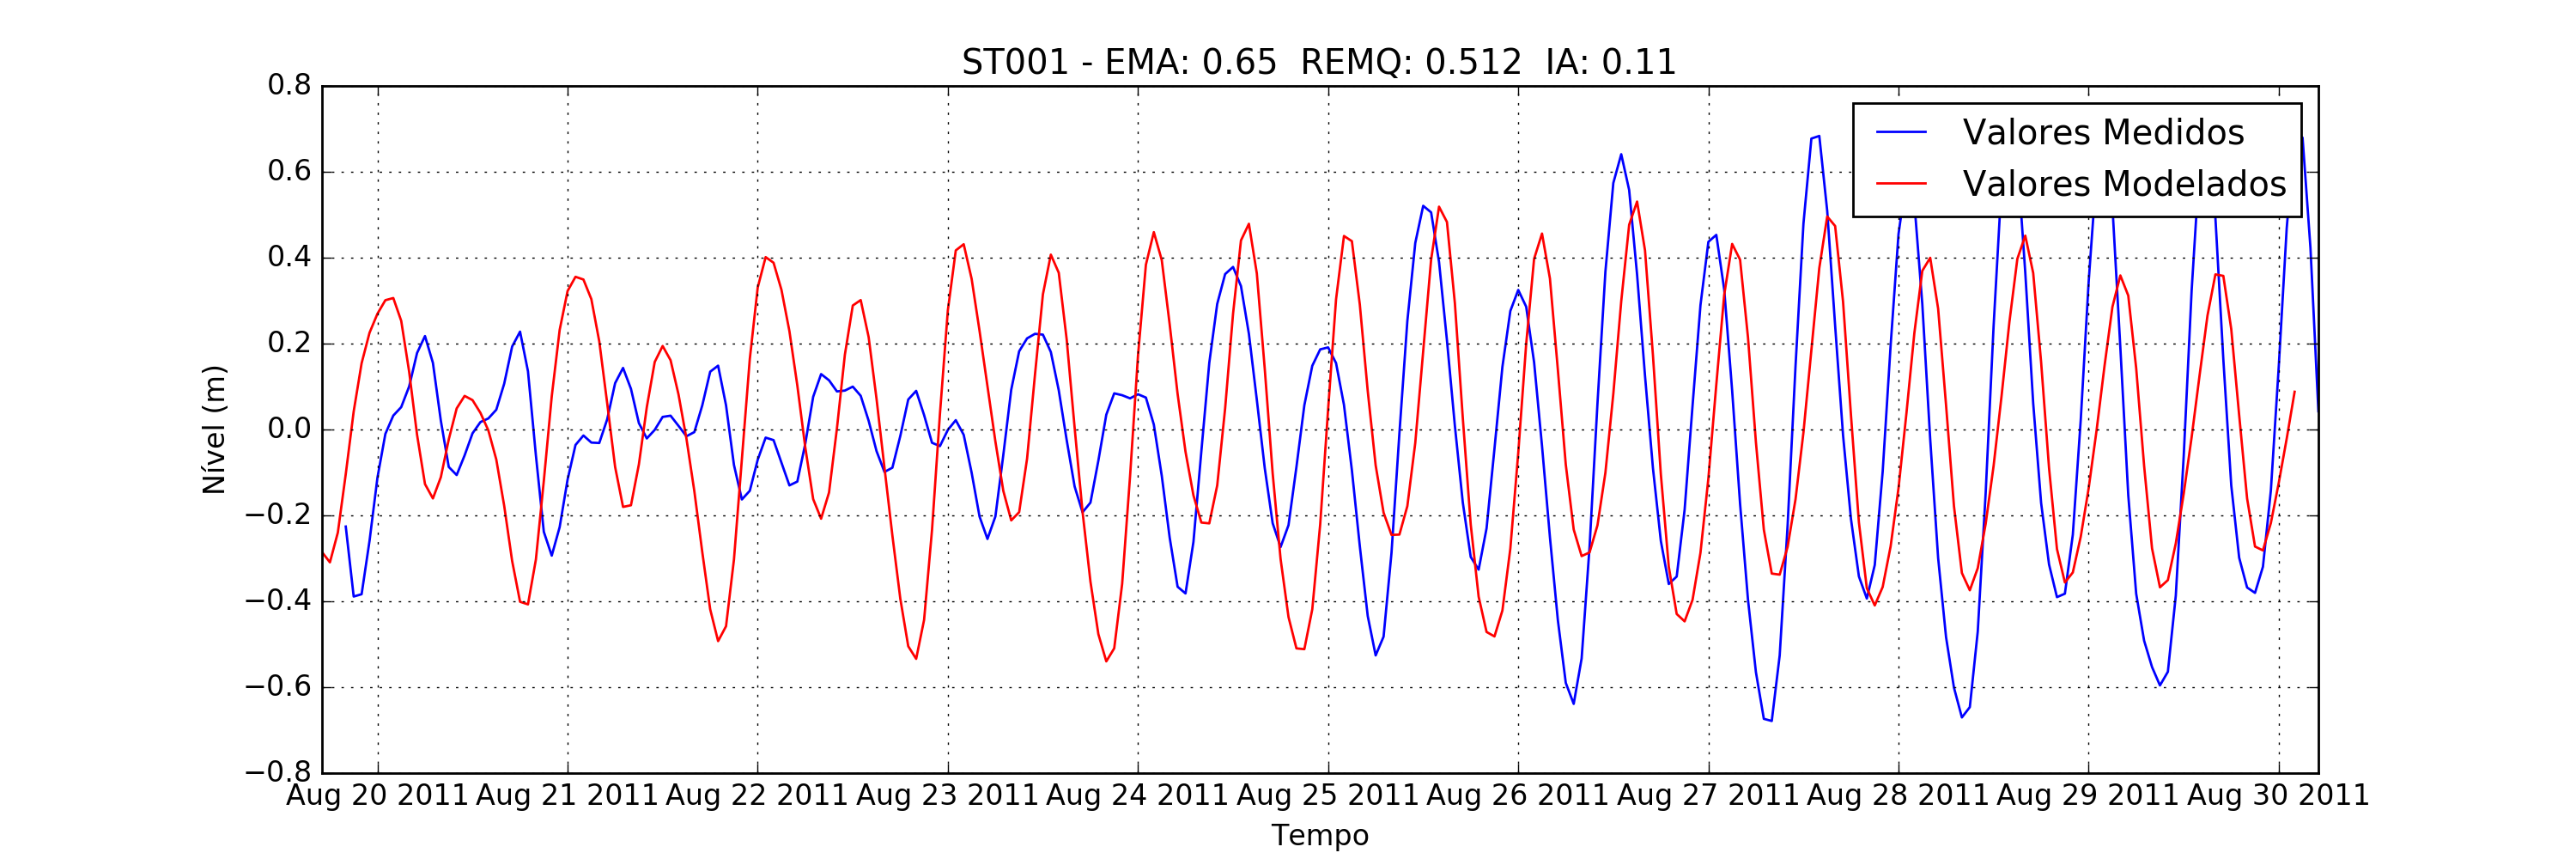 ST001 - EMA: 0.65  REMQ: 0.512  IA: 0.11
0.8
0.6
0.4
0.2
0.0
−0.2
−0.4
−0.6
−0.8
Nível (m)
Valores Medidos
Valores Modelados
Aug 20 2011 Aug 21 2011 Aug 22 2011 Aug 23 2011 Aug 24 2011 Aug 25 2011 Aug 26 2011 Aug 27 2011 Aug 28 2011 Aug 29 2011 Aug 30 2011
Tempo